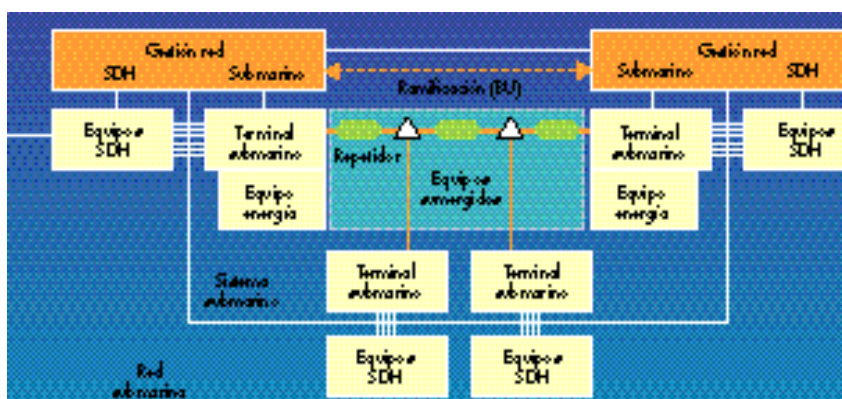 Gestión red
SDH
Submarino
Gestión red
Submarino
SDH
Ramificación (BU)
Equipos
SDH
Terminal
submarino
Repetidor
Terminal
submarino
Equipos
SDH
Equipo
energía
Equipos
sumergidos
Equipo
energía
Sistema
submarino
Terminal
submarino
Terminal
submarino
Equipos
SDH
Equipos
SDH
Red
submarina